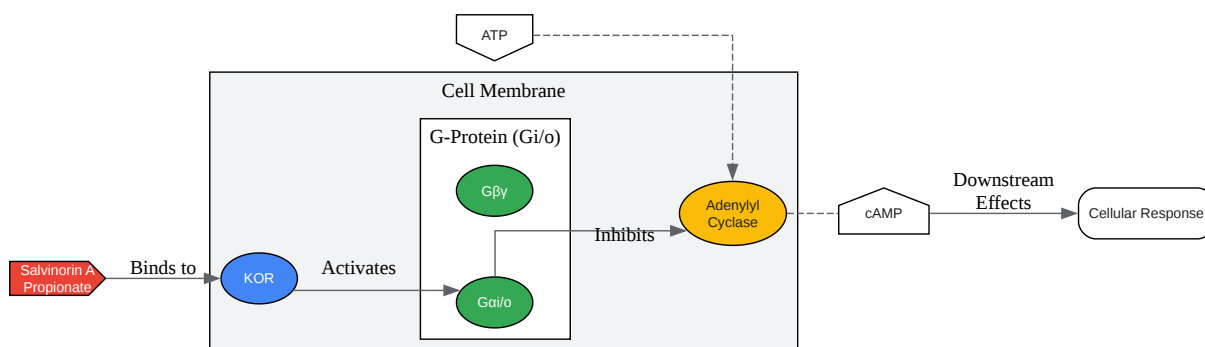 ATP
Cell Membrane
G-Protein (Gi/o)
Gβγ
Adenylyl
Cyclase
Inhibits
cAMP
Downstream
Effects
Cellular Response
Salvinorin A
Propionate
Binds to
KOR
Activates
Gαi/o